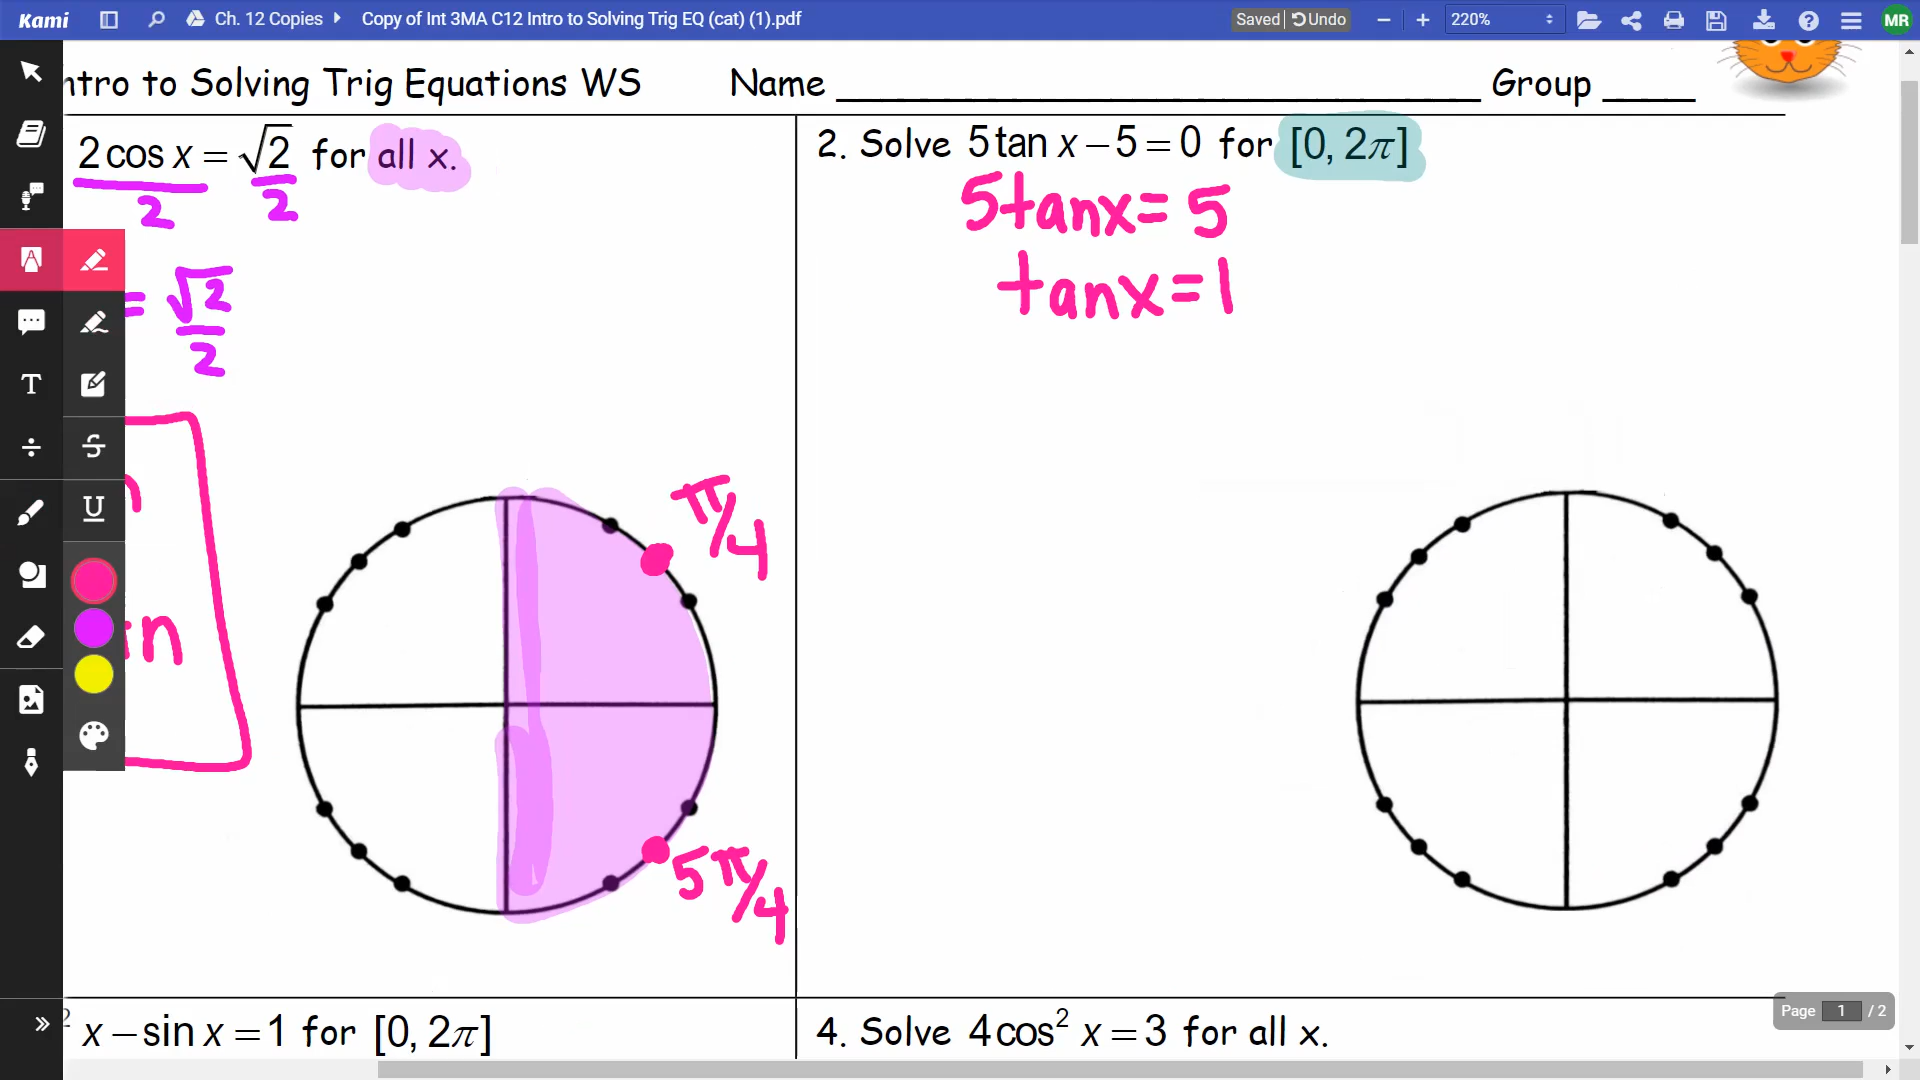 Kami
Ch. 12 Copies
Copy of Int 3MA C12 Intro to Solving Trig EQ (cat) (1).pdf
Saved
Undo
220%
MR
ntro to Solving Trig Equations WS
Name
Group
2 cos x = √2 for all x.
2 2
= √2
2
π/4
5π/4
n
n
2. Solve 5 tan x − 5 = 0 for [0, 2π]
5tanx= 5
tanx=1
² x − sin x = 1 for [0, 2π]
4. Solve 4 cos² x = 3 for all x.
Page 1 / 2